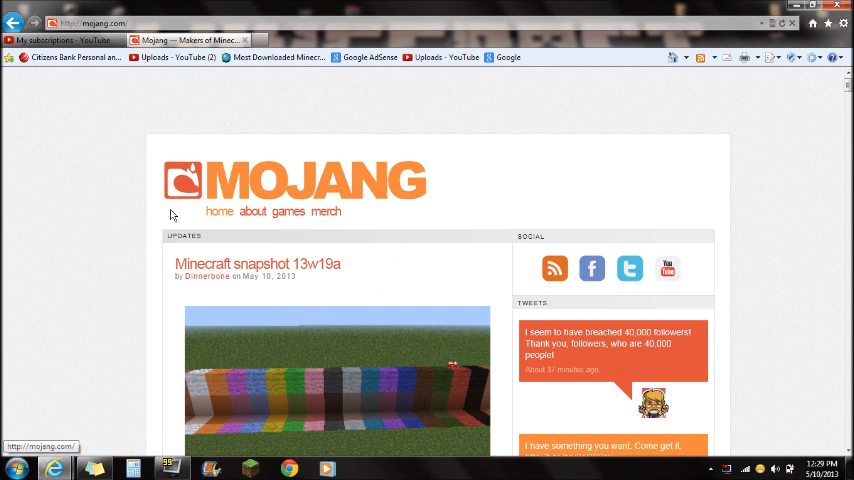 http://mojang.com/
My subscriptions - YouTube
Mojang — Makers of Minec...
Citizens Bank Personal an...
Uploads - YouTube (2)
Most Downloaded Minecr...
Google AdSense
Uploads - YouTube
Google
MOJANG
home about games merch
UPDATES
Minecraft snapshot 13w19a
by Dinnerbone on May 10, 2013
SOCIAL
You
Tube
TWEETS
I seem to have breached 40,000 followers!
Thank you, followers, who are 40,000
people!
About 37 minutes ago.
I have something you want. Come get it.
http://mojang.com/
99
12:29 PM
5/10/2013